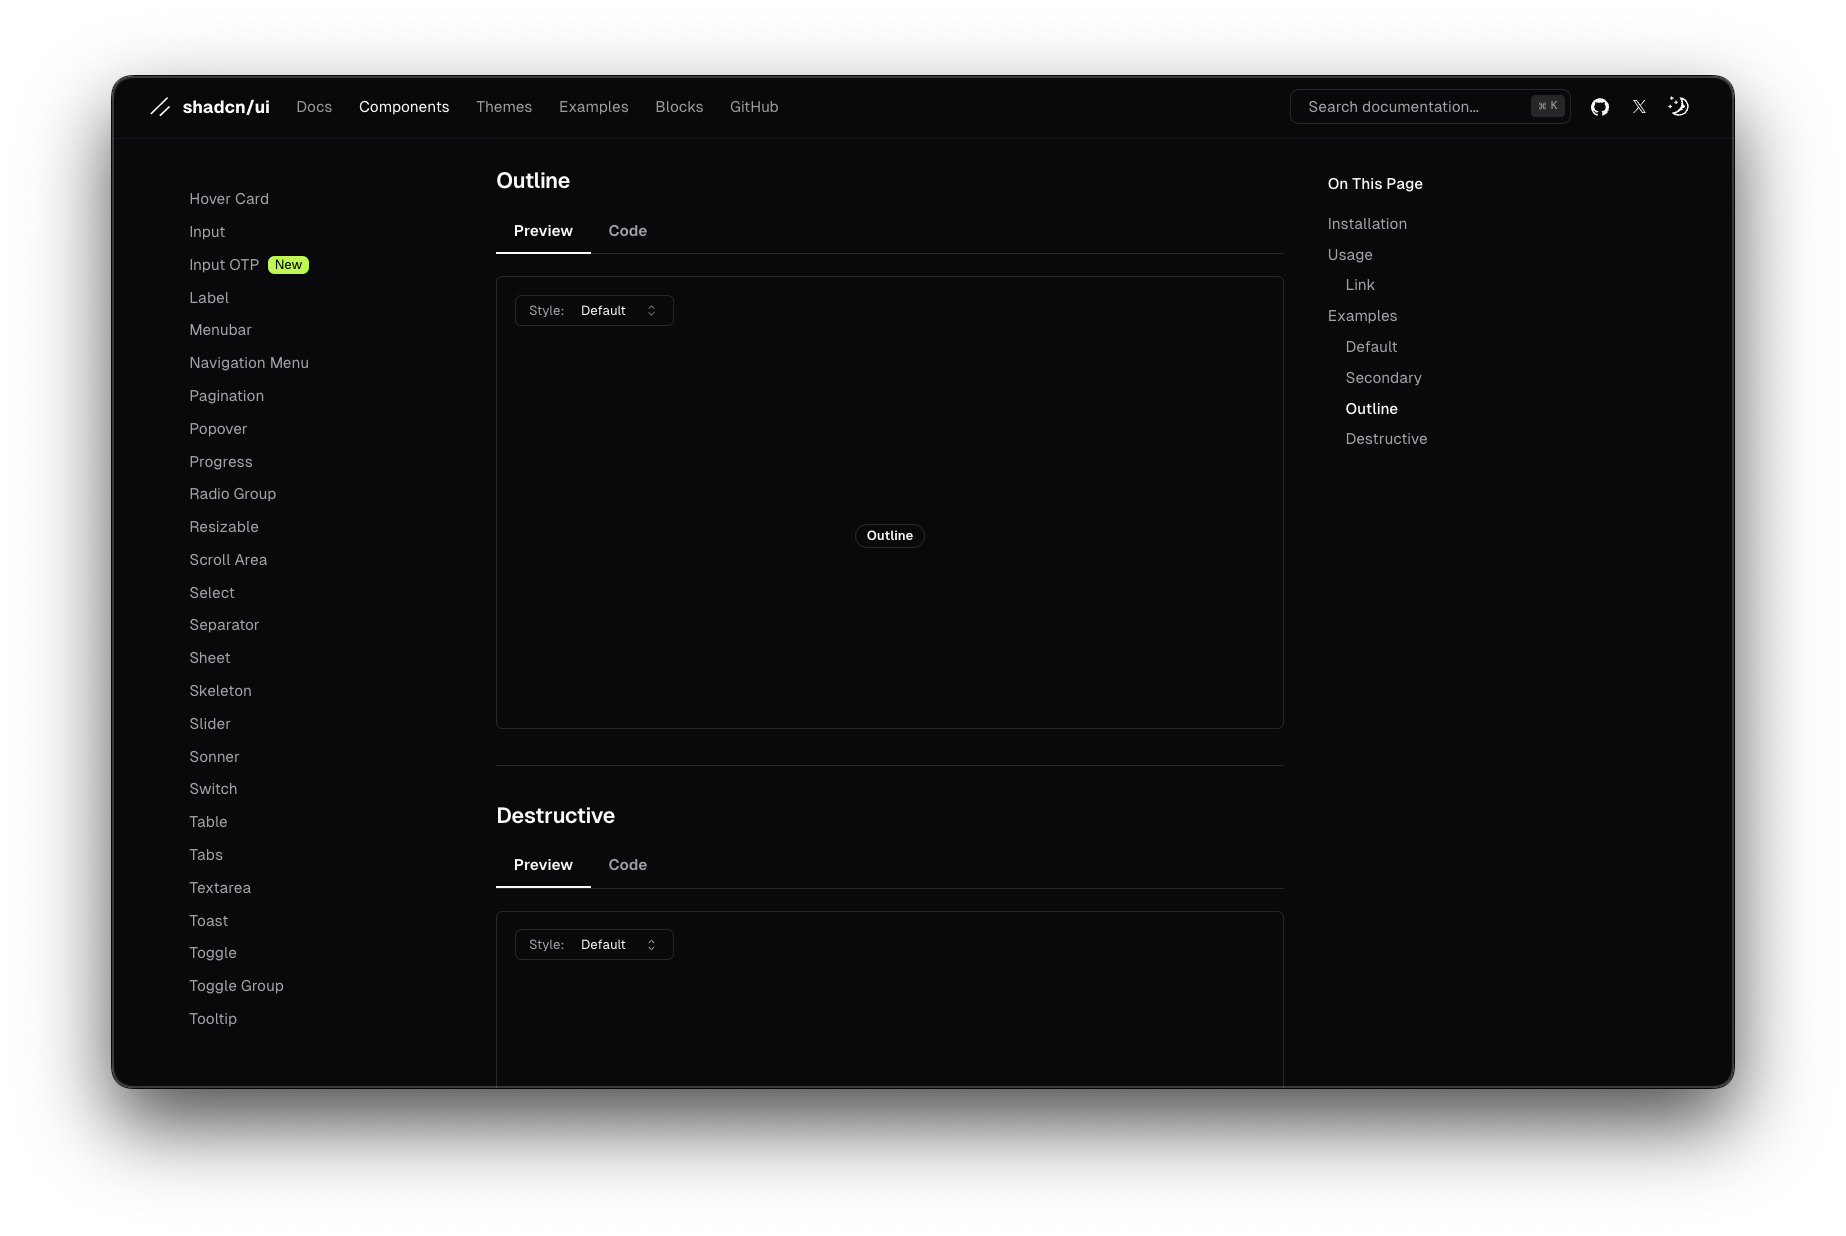 shadcn/ui Docs Components Themes Examples Blocks GitHub Search documentation... ⌘ K
Hover Card
Input
Input OTP New
Label
Menubar
Navigation Menu
Pagination
Popover
Progress
Radio Group
Resizable
Scroll Area
Select
Separator
Sheet
Skeleton
Slider
Sonner
Switch
Table
Tabs
Textarea
Toast
Toggle
Toggle Group
Tooltip
Outline
Preview Code
Style: Default
Outline
Destructive
Preview Code
Style: Default
On This Page
Installation
Usage
Link
Examples
Default
Secondary
Outline
Destructive